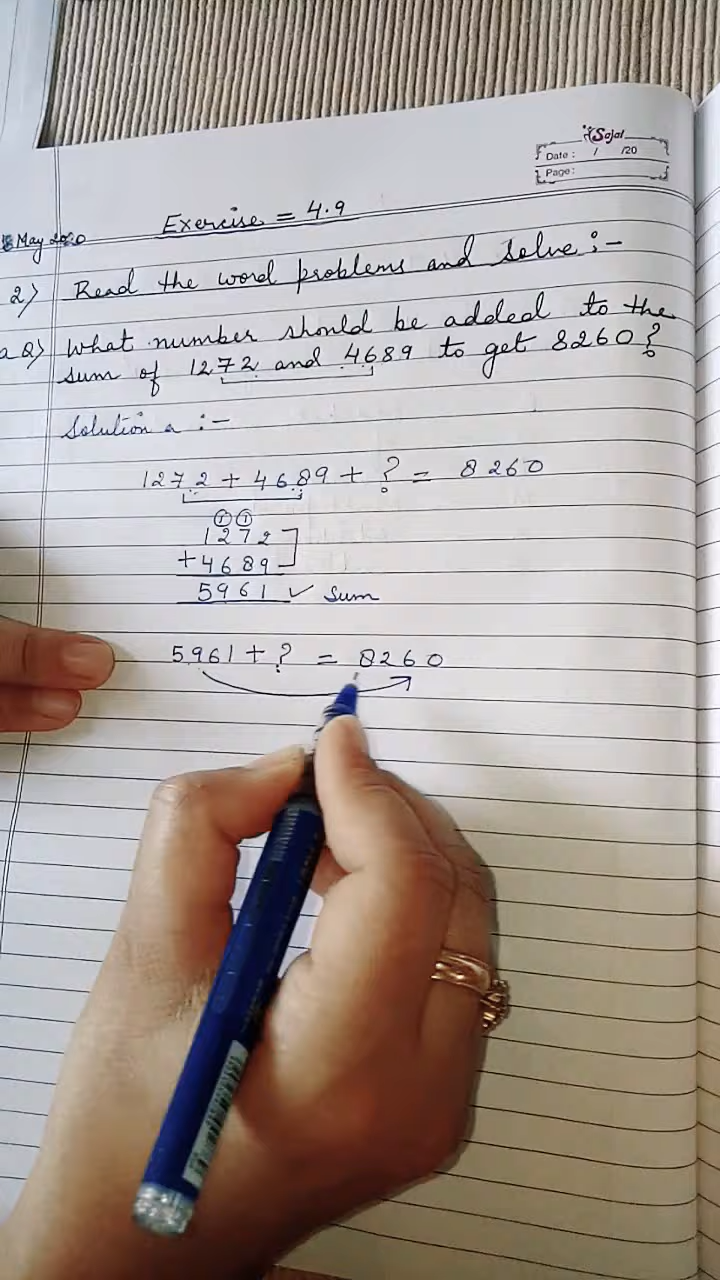 Sajal
Date : / /20
Page:
Exercise = 4.9
May 2020
2) Read the word problems and solve :-
a Q) What number should be added to the
sum of 1272 and 4689 to get 8260?
Solution a :-
1272 + 4689 + ? = 8260
1 1
1272
+4689
5961 ✓ Sum
5961 + ? = 8260